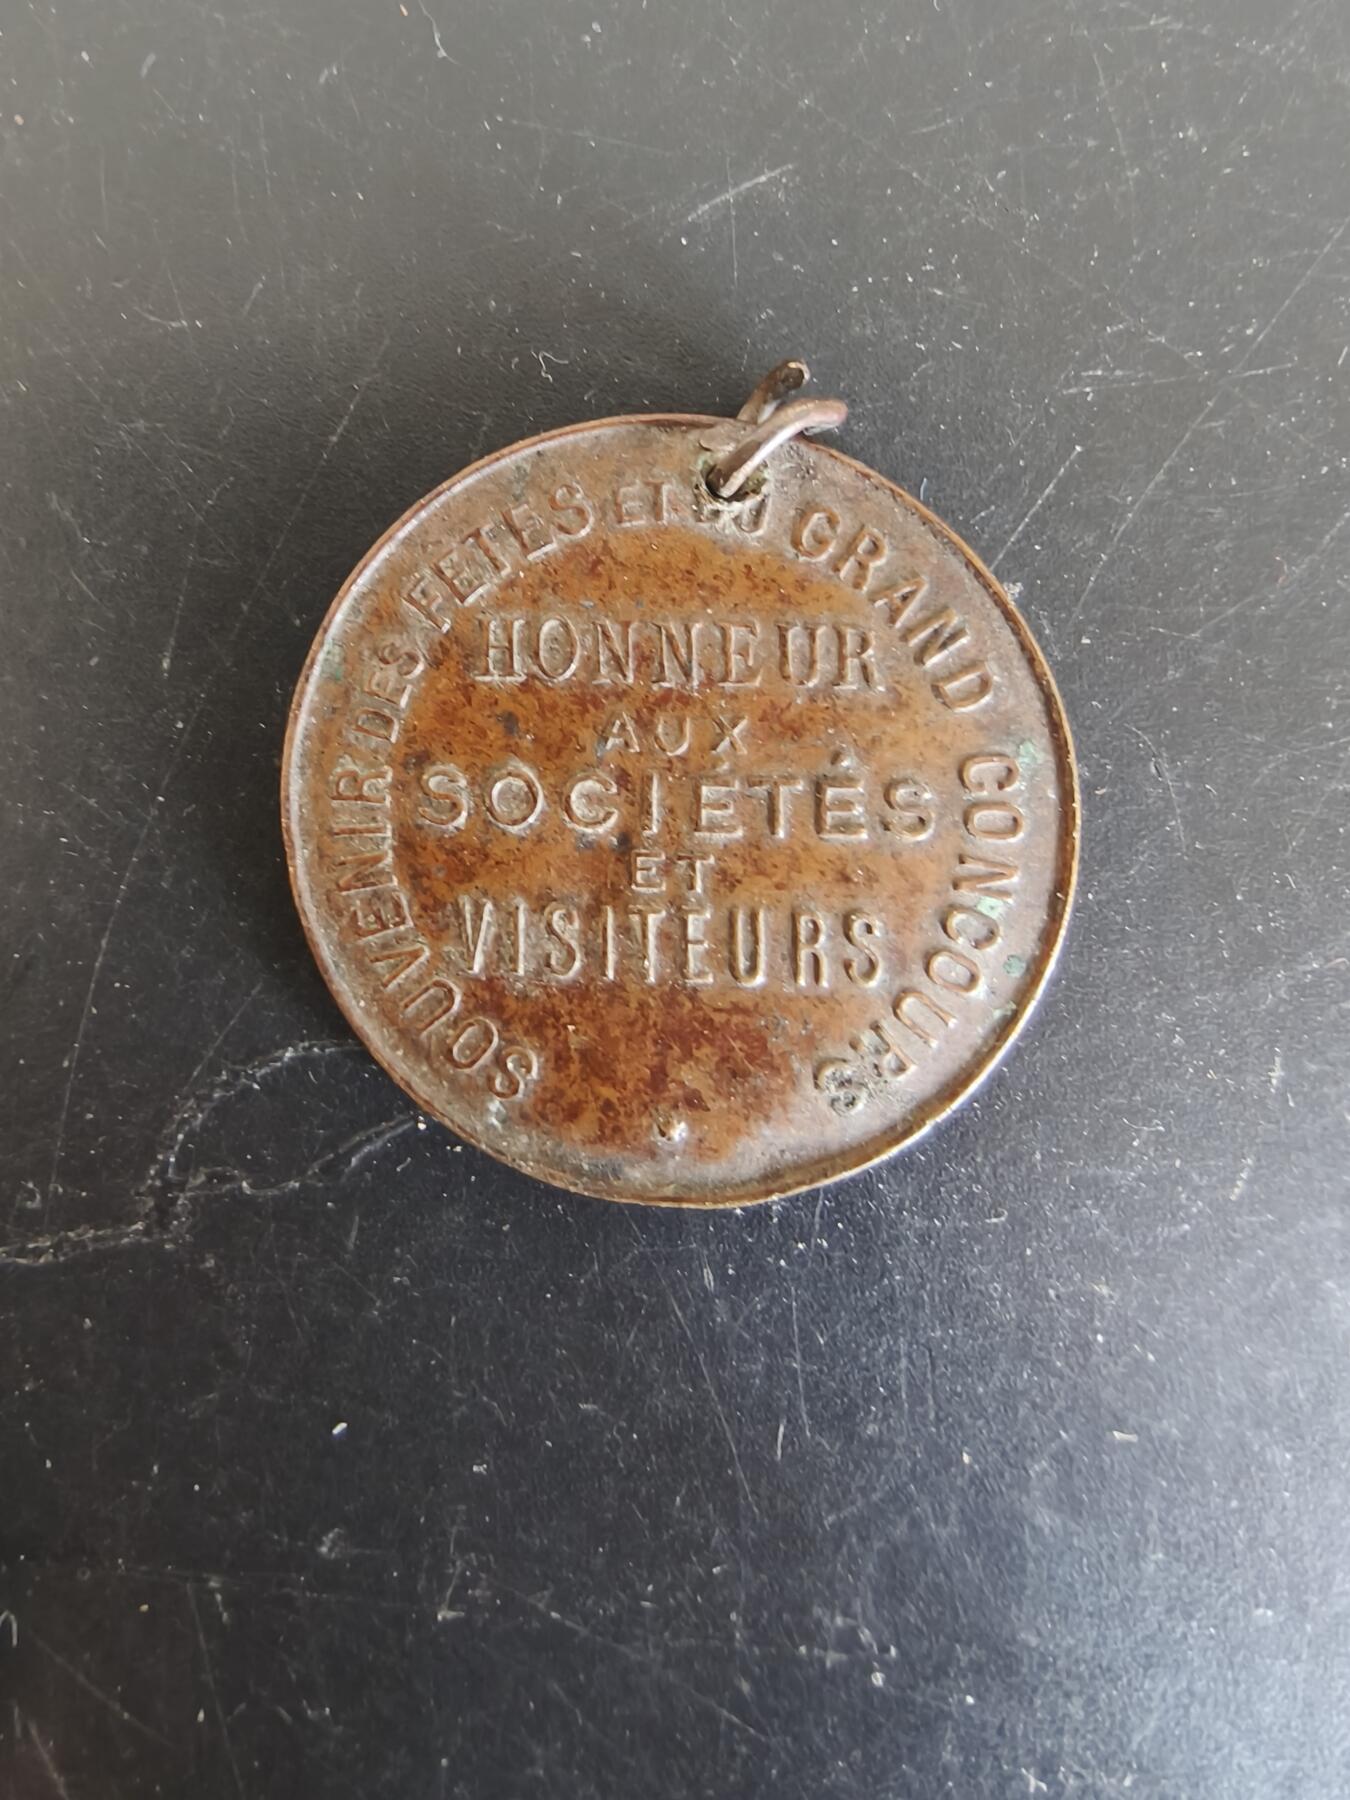 SOUVENIR DES FETES ET DU GRAND CONCOURS
HONNEUR
AUX
SOCIÉTÉS
ET
VISITEURS